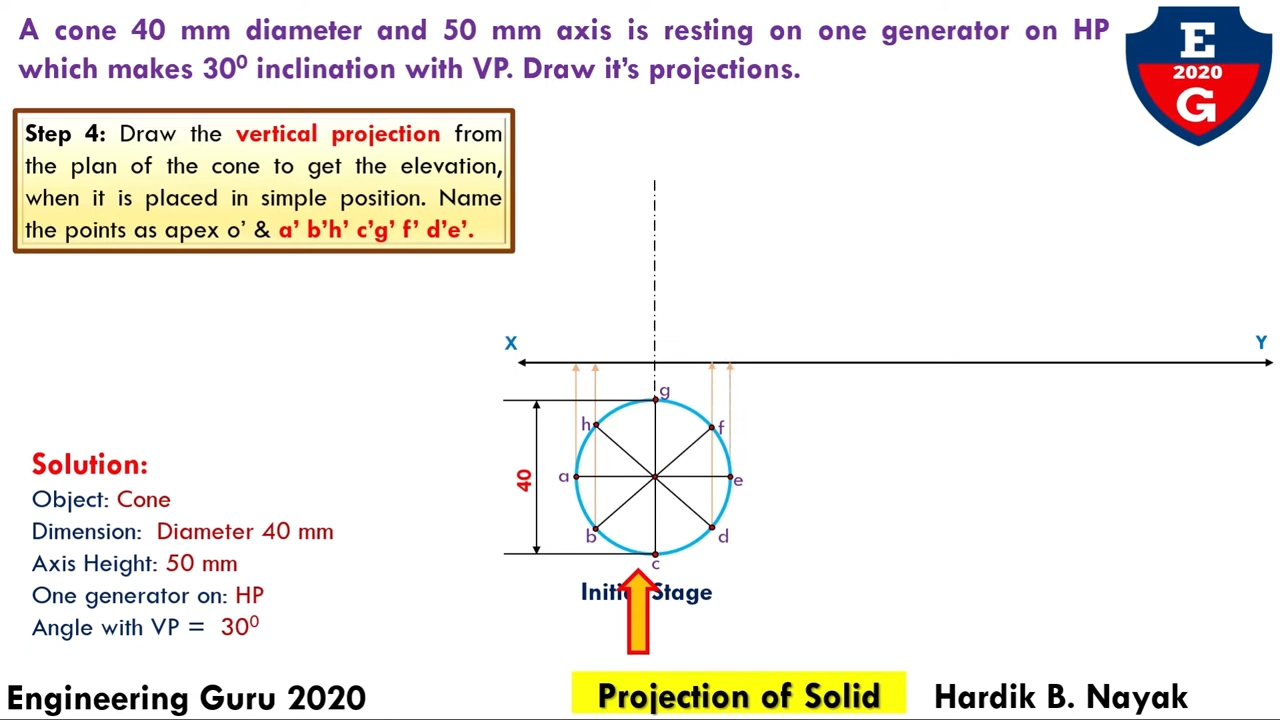 A cone 40 mm diameter and 50 mm axis is resting on one generator on HP
which makes 30⁰ inclination with VP. Draw it's projections.
E
2020
G
Step 4: Draw the vertical projection from
the plan of the cone to get the elevation,
when it is placed in simple position. Name
the points as apex o' & a' b'h' c'g' f' d'e'.
X
Y
g
h
f
a
e
40
b
d
c
Solution:
Object: Cone
Dimension: Diameter 40 mm
Axis Height: 50 mm
One generator on: HP
Angle with VP = 30⁰
Initi Stage
Engineering Guru 2020
Projection of Solid
Hardik B. Nayak